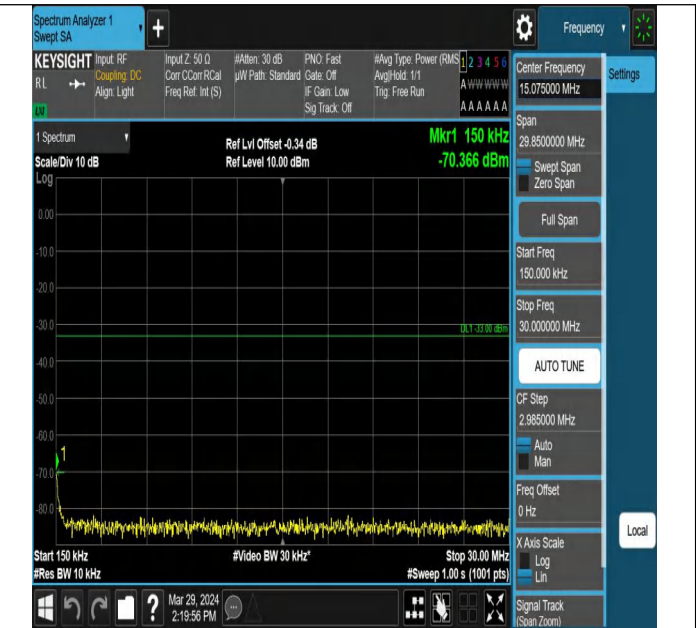 Spectrum Analyzer 1
Swept SA
+
Frequency
KEYSIGHT
RL
LXI
Input: RF
Coupling: DC
Align: Light
Input Z: 50 Ω
Corr CCorr RCal
Freq Ref: Int (S)
#Atten: 30 dB
µW Path: Standard
PNO: Fast
Gate: Off
IF Gain: Low
Sig Track: Off
#Avg Type: Power (RMS
Avg|Hold: 1/1
Trig: Free Run
1 2 3 4 5 6
A W W W W W
A A A A A A
1 Spectrum
Scale/Div 10 dB
Ref Lvl Offset -0.34 dB
Ref Level 10.00 dBm
Mkr1 150 kHz
-70.366 dBm
Log
0.00
-10.0
-20.0
-30.0
DL1 -33.00 dBm
-40.0
-50.0
-60.0
1
-70.0
-80.0
Start 150 kHz
#Video BW 30 kHz*
Stop 30.00 MHz
#Res BW 10 kHz
#Sweep 1.00 s (1001 pts)
Mar 29, 2024
2:19:56 PM
?
Settings
Center Frequency
15.075000 MHz
Span
29.8500000 MHz
Swept Span
Zero Span
Full Span
Start Freq
150.000 kHz
Stop Freq
30.000000 MHz
AUTO TUNE
CF Step
2.985000 MHz
Auto
Man
Freq Offset
0 Hz
X Axis Scale
Log
Lin
Signal Track
(Span Zoom)
Local